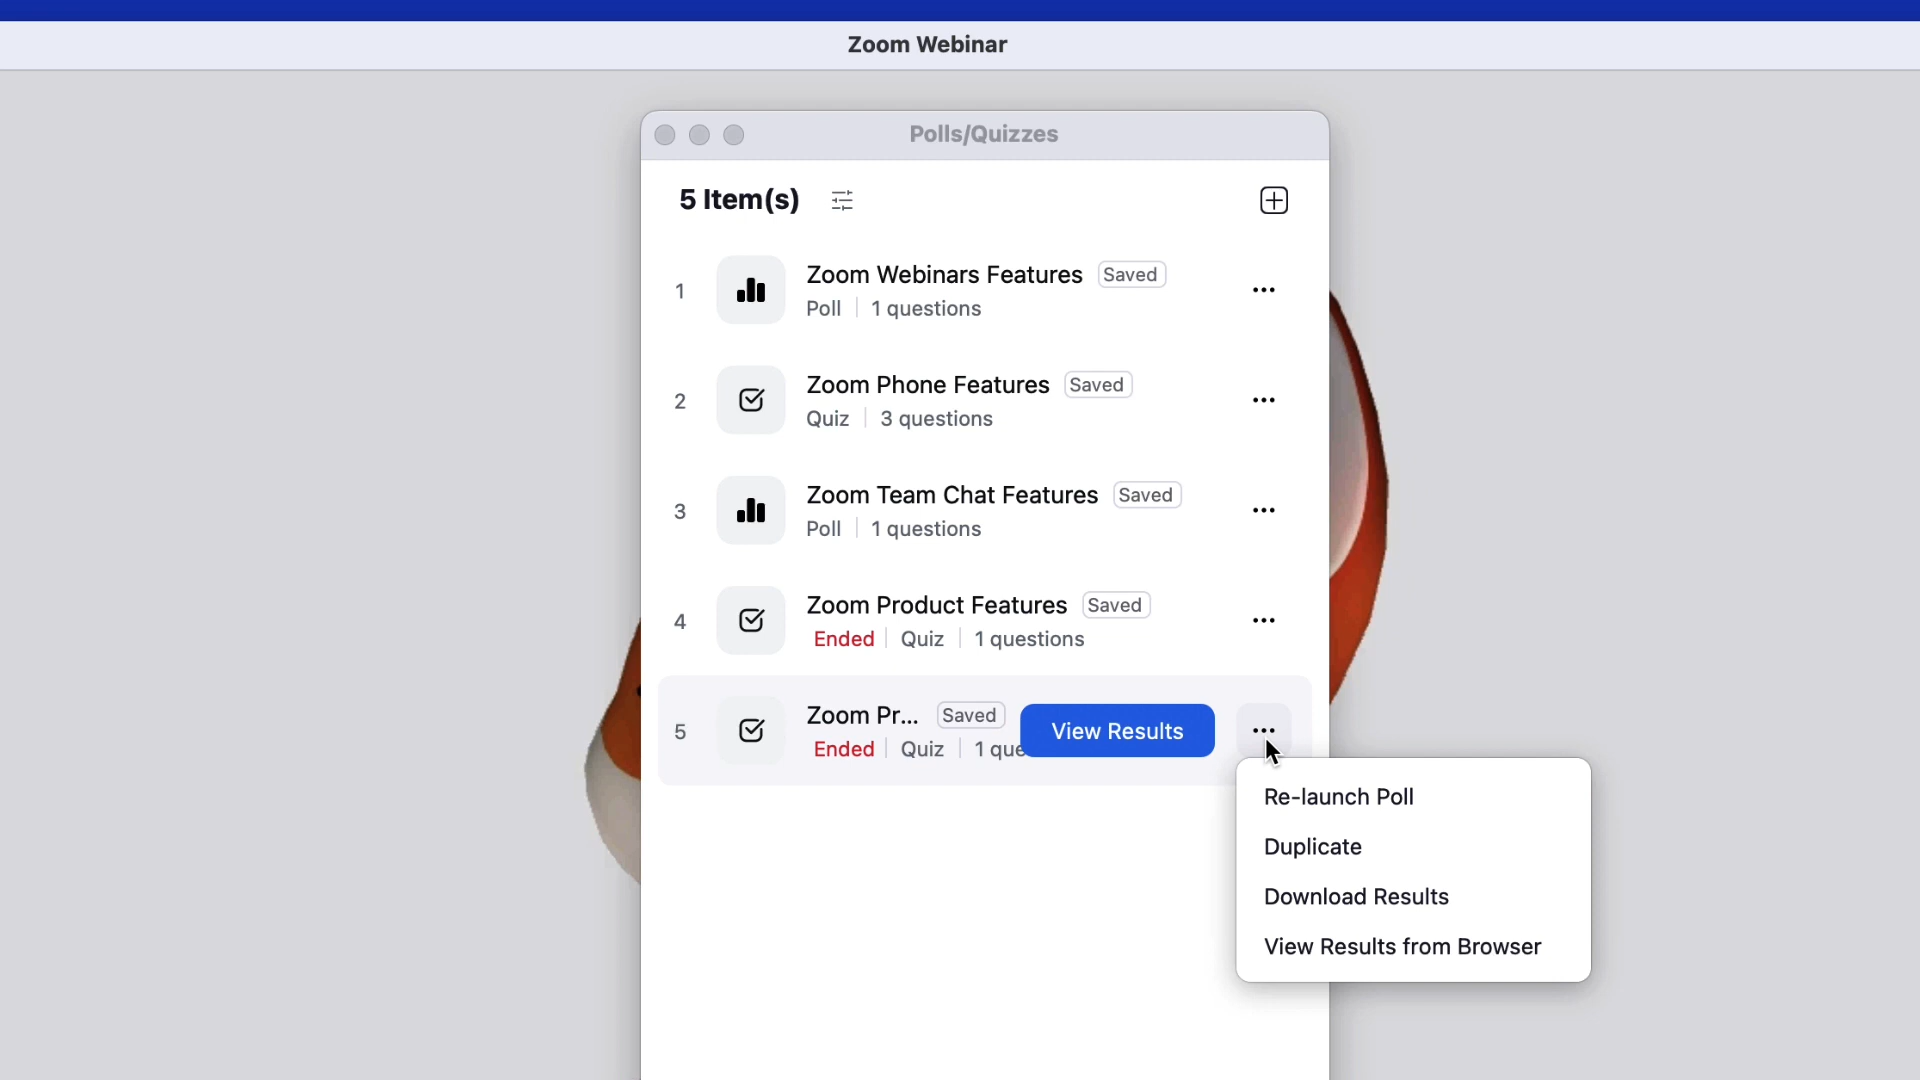 Zoom Webinar
Polls/Quizzes
5 Item(s)
1
Zoom Webinars Features Saved
Poll 1 questions
2
Zoom Phone Features Saved
Quiz 3 questions
3
Zoom Team Chat Features Saved
Poll 1 questions
4
Zoom Product Features Saved
Ended Quiz 1 questions
5
Zoom Pr... Saved
Ended Quiz 1 que
View Results
Re-launch Poll
Duplicate
Download Results
View Results from Browser